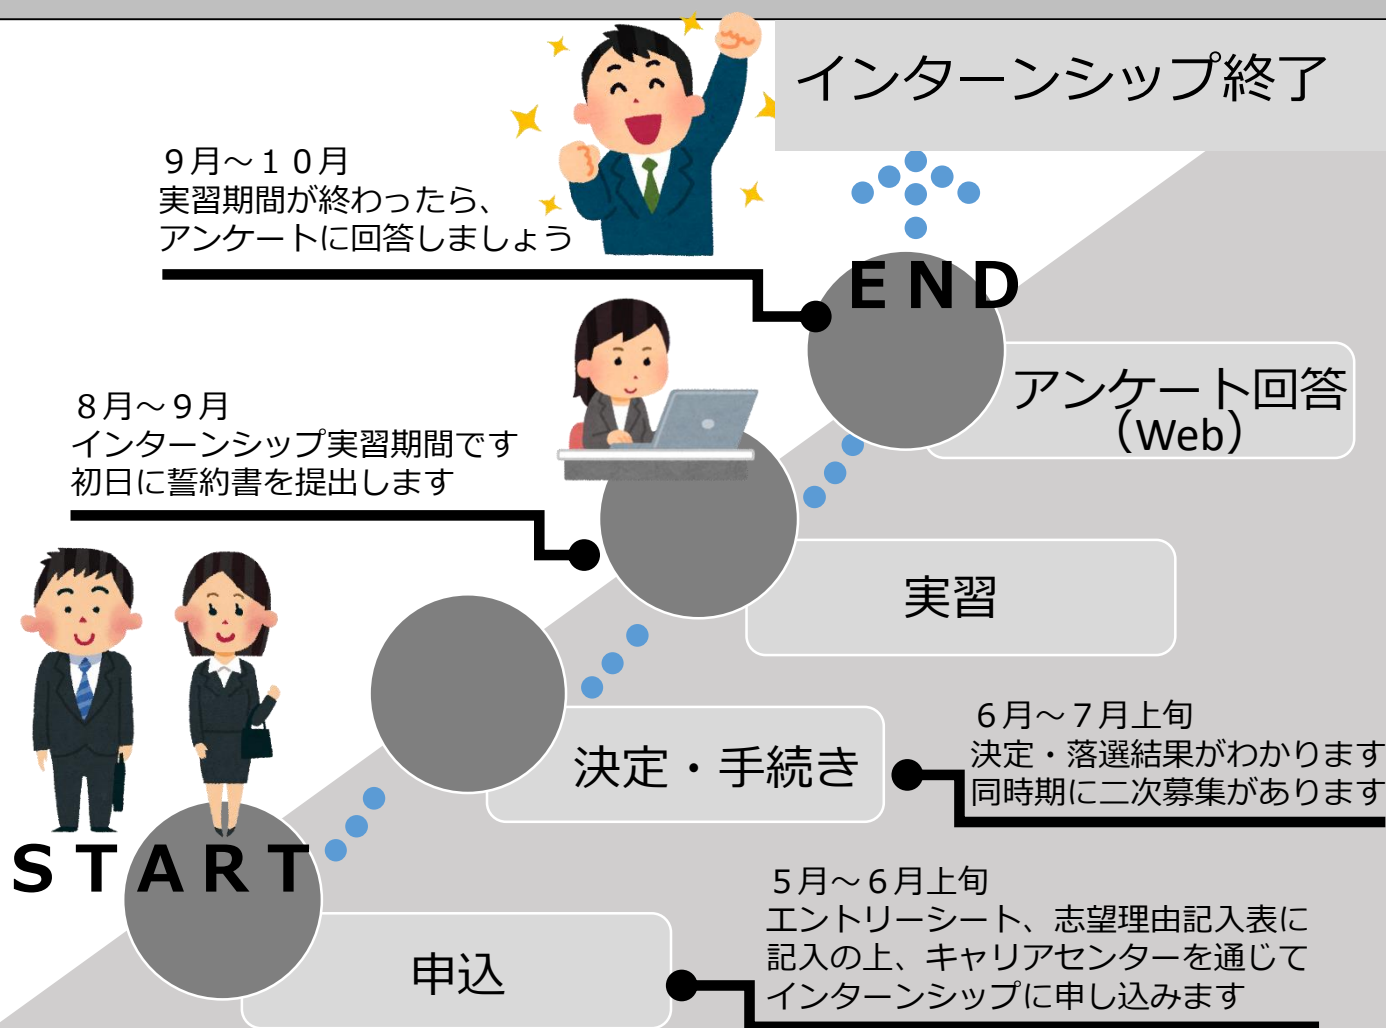 インターンシップ終了
９月～１０月
実習期間が終わったら、
アンケートに回答しましょう
ＥＮＤ
アンケート回答
（Web）
８月～９月
インターンシップ実習期間です
初日に誓約書を提出します
実習
６月～７月上旬
決定・落選結果がわかります
同時期に二次募集があります
決定・手続き
ＳＴＡＲＴ
５月～６月上旬
エントリーシート、志望理由記入表に
記入の上、キャリアセンターを通じて
インターンシップに申し込みます
申込